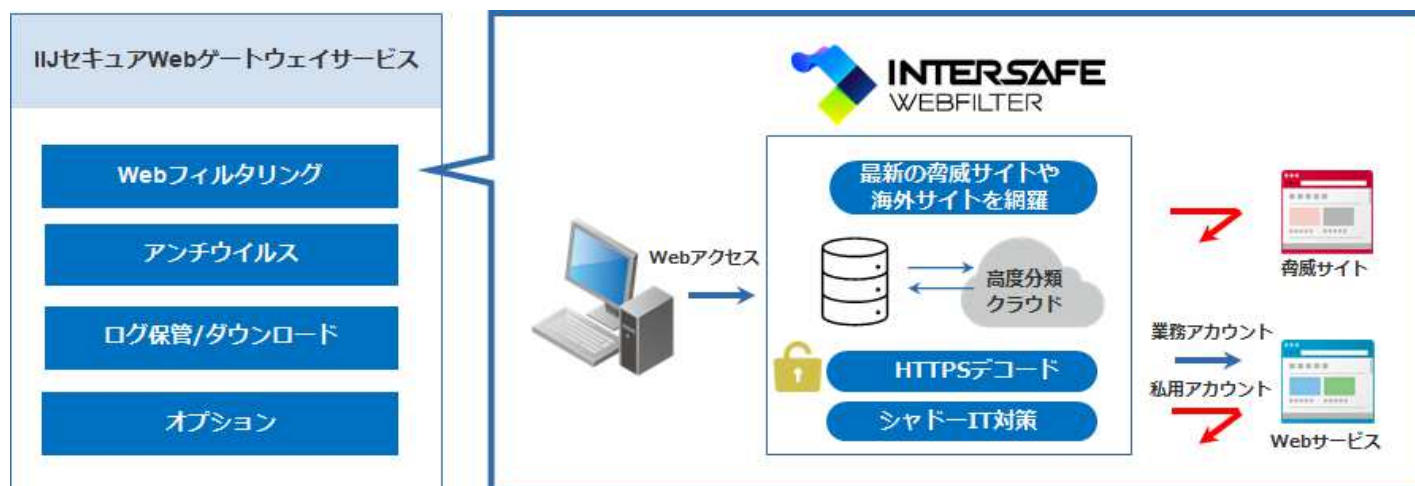 IIJセキュアWebゲートウェイサービス
Webフィルタリング
アンチウイルス
ログ保管/ダウンロード
オプション
INTERSAFE
WEBFILTER
最新の脅威サイトや
海外サイトを網羅
Webアクセス
高度分類
クラウド
HTTPSデコード
シャドーIT対策
脅威サイト
業務アカウント
私用アカウント
Webサービス